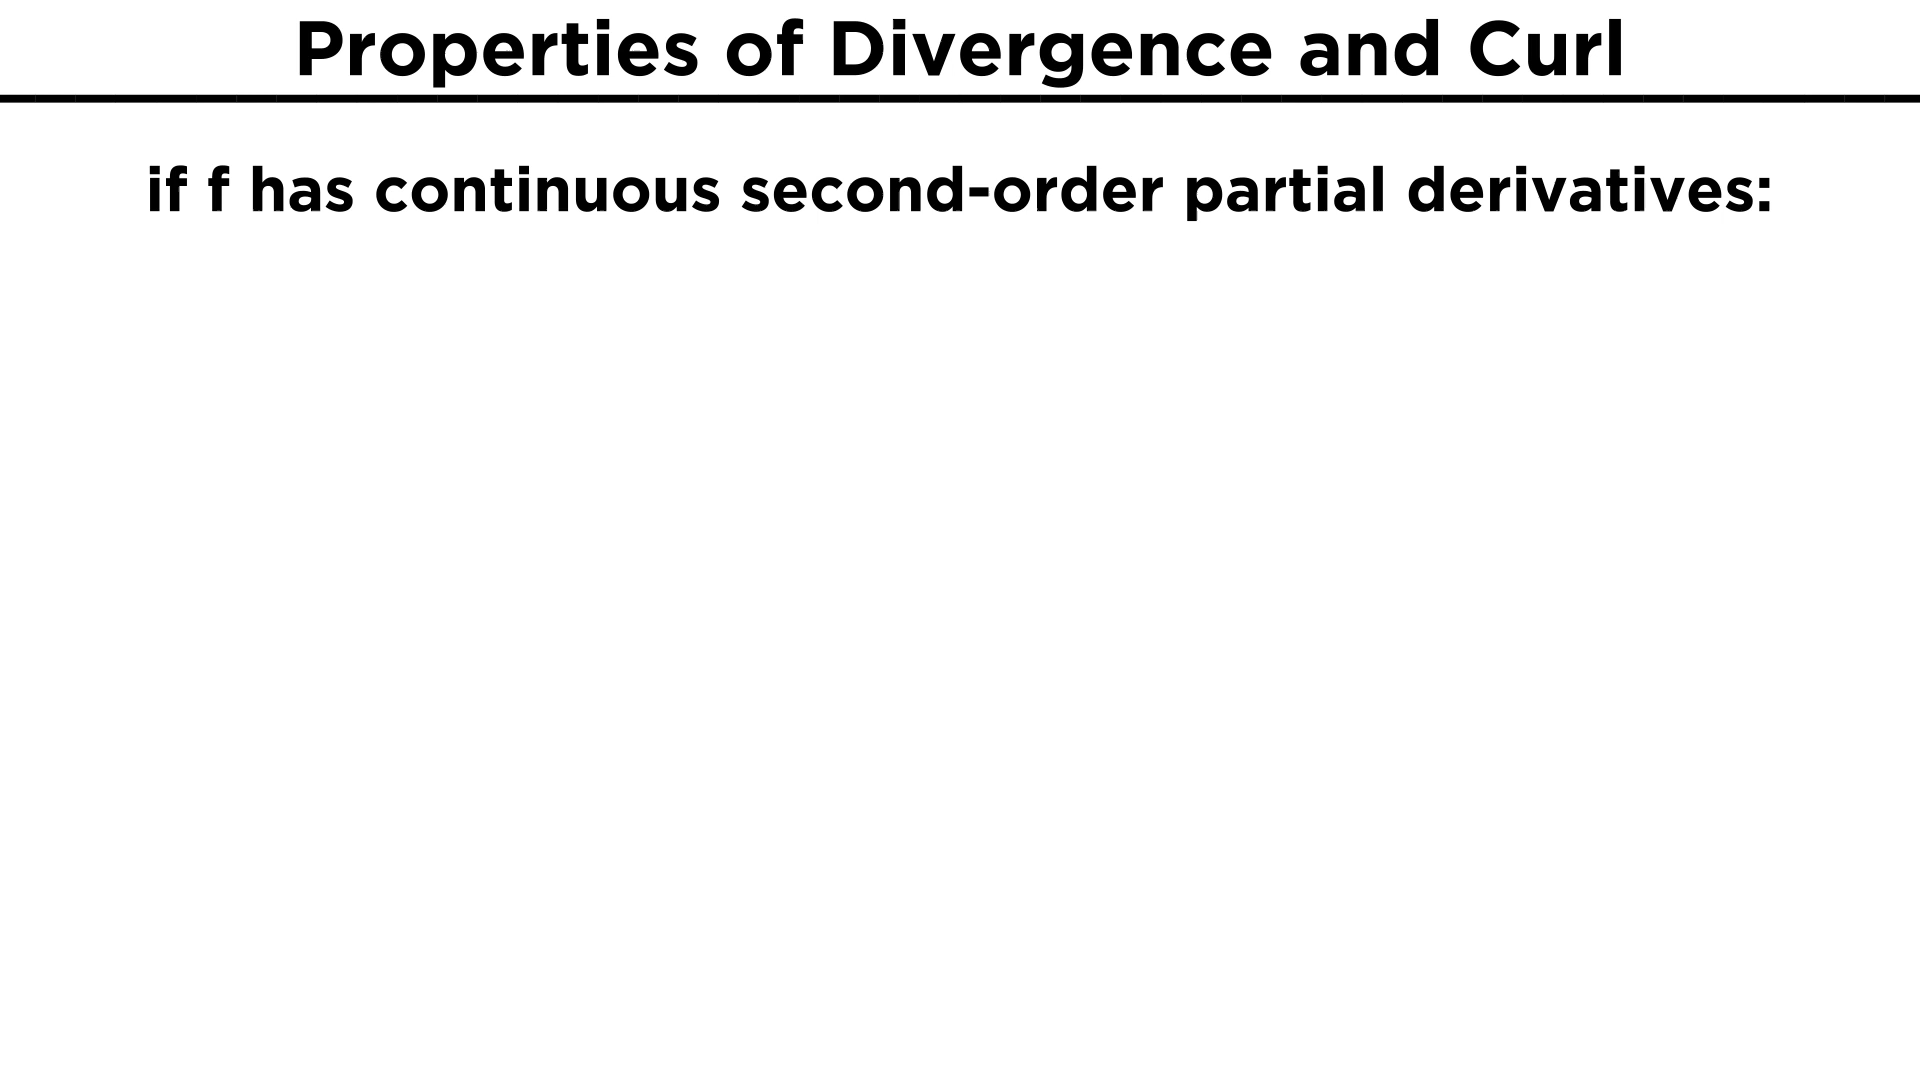 Properties of Divergence and Curl
if f has continuous second-order partial derivatives: